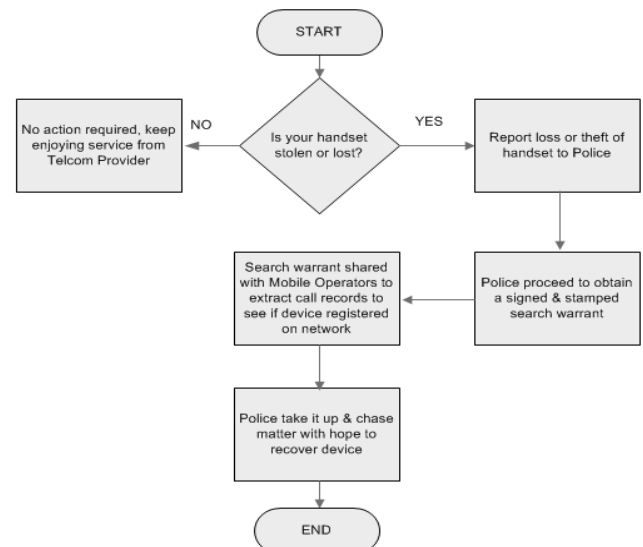 START
Is your handset
stolen or lost?
NO
YES
No action required, keep
enjoying service from
Telcom Provider
Report loss or theft of
handset to Police
Police proceed to obtain
a signed & stamped
search warrant
Search warrant shared
with Mobile Operators to
extract call records to
see if device registered
on network
Police take it up & chase
matter with hope to
recover device
END